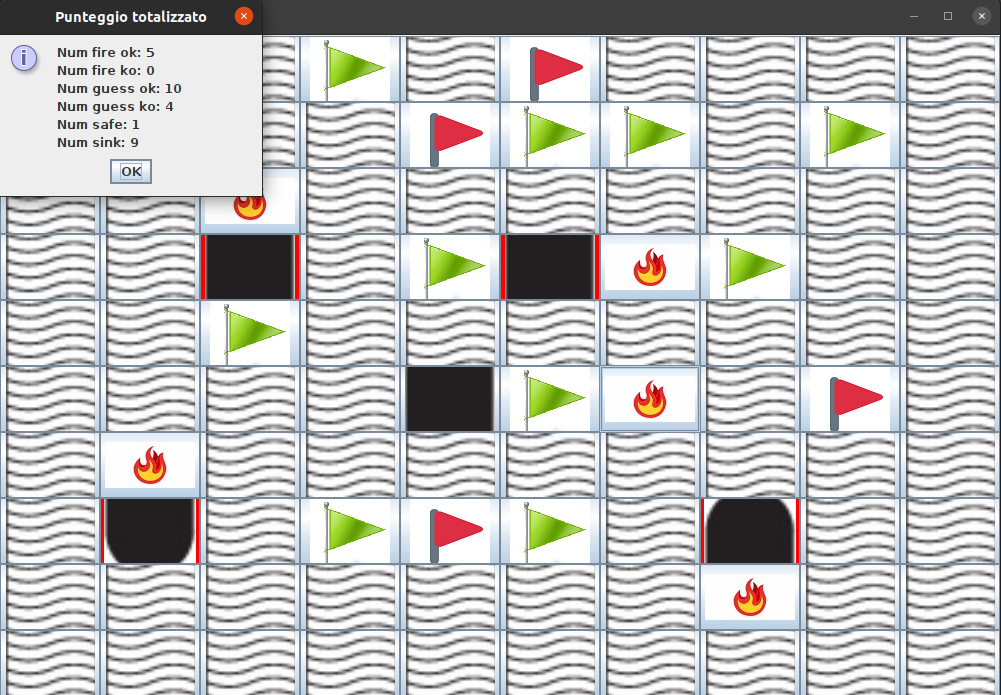 Punteggio totalizzato
Num fire ok: 5
Num fire ko: 0
Num guess ok: 10
Num guess ko: 4
Num safe: 1
Num sink: 9
OK